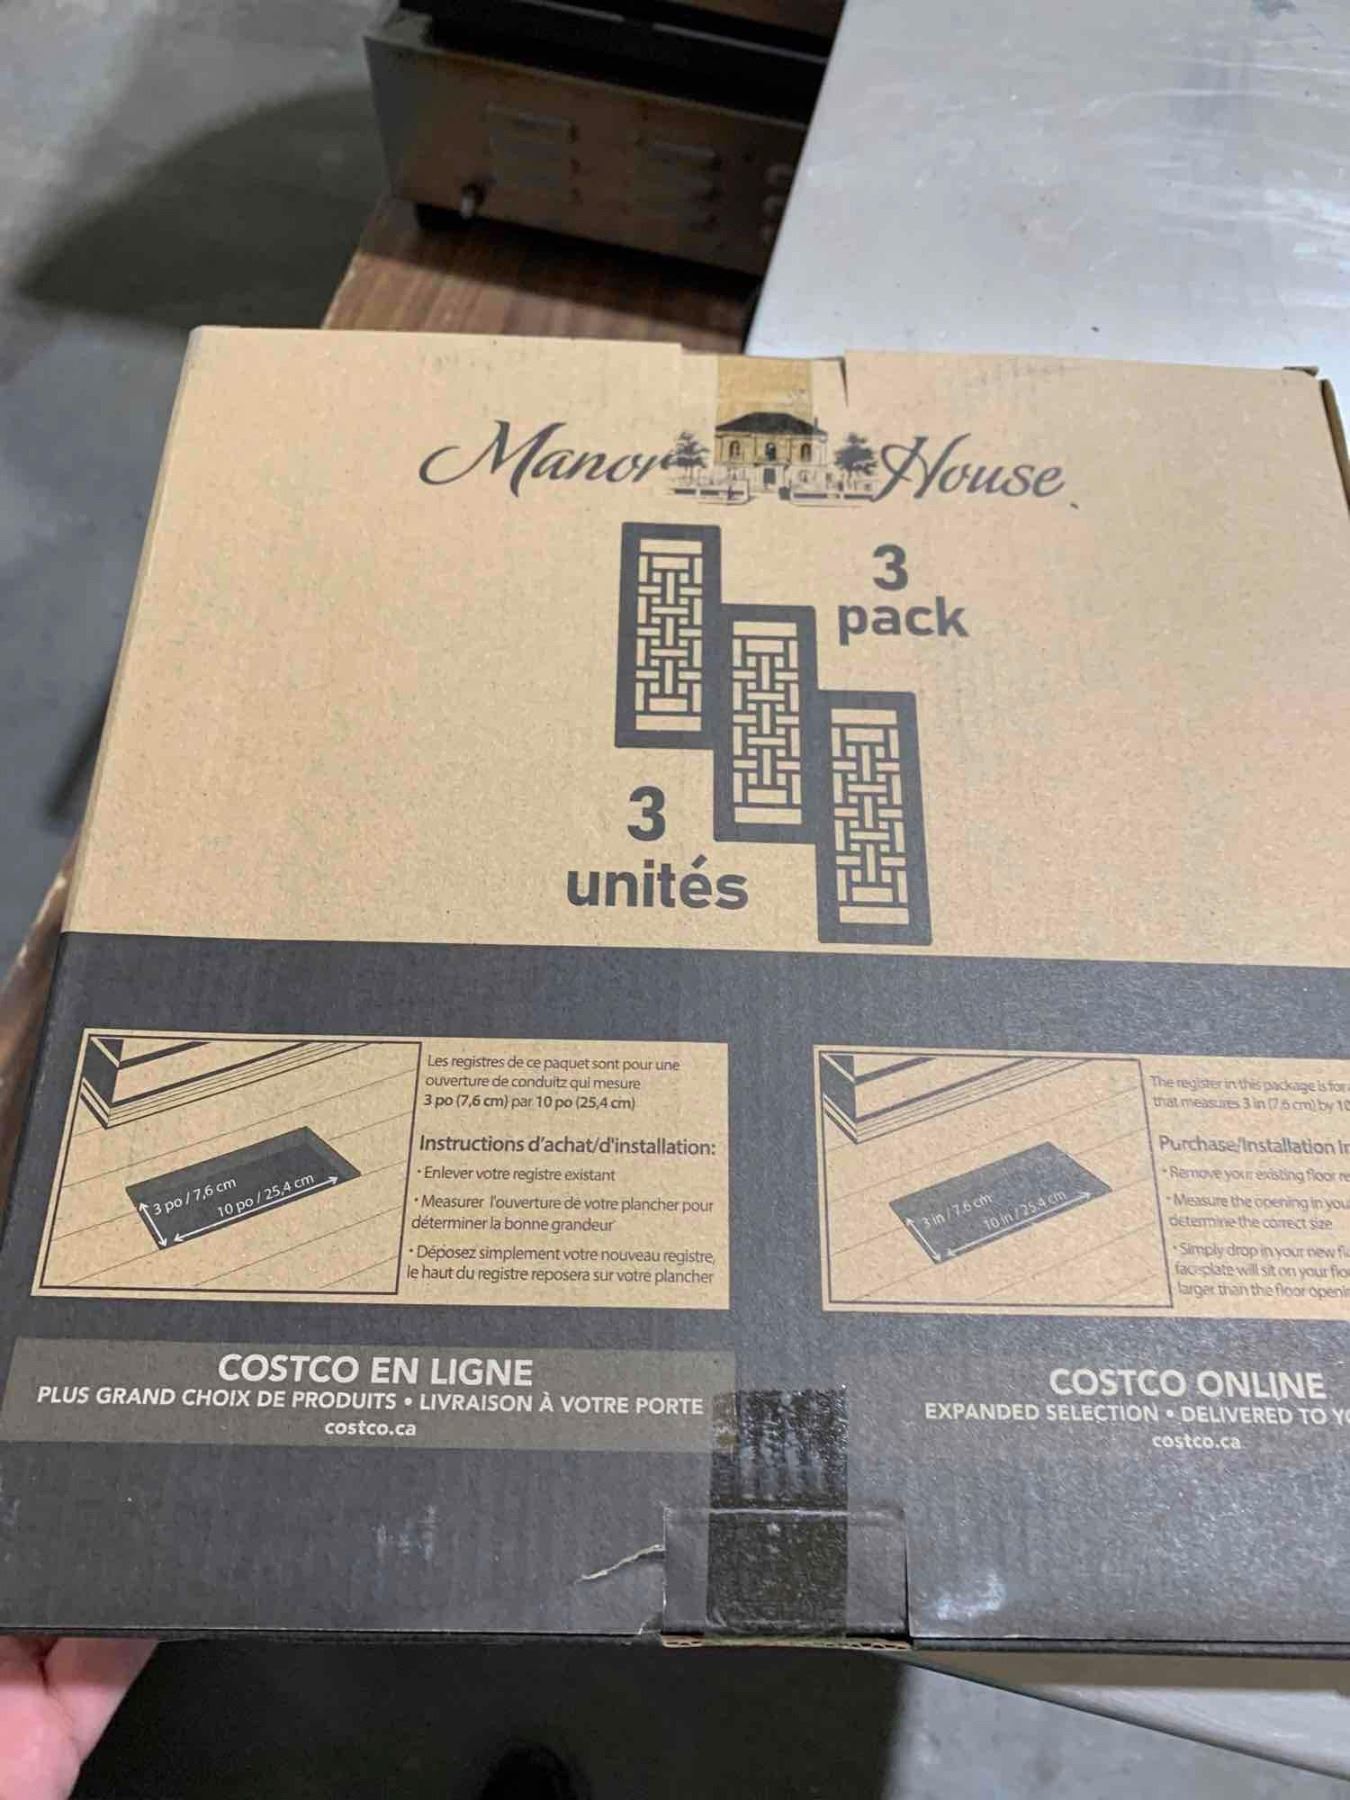 Manor House
3
pack
3
unités
Les registres de ce paquet sont pour une
ouverture de conduitz qui mesure
3 po (7,6 cm) par 10 po (25,4 cm)
Instructions d'achat/d'installation:
• Enlever votre registre existant
• Measurer l'ouverture de votre plancher pour
déterminer la bonne grandeur
• Déposez simplement votre nouveau registre,
le haut du registre reposera sur votre plancher
3 po / 7,6 cm
10 po / 25,4 cm
The register in this package is for
that measures 3 in (7.6 cm) by 10
Purchase/Installation
• Remove your existing floor
• Measure the opening in
determine the correct size
• Simply drop in your new
faceplate will sit on your
larger than the floor
3 in / 7.6 cm
10 in / 25.4 cm
COSTCO EN LIGNE
PLUS GRAND CHOIX DE PRODUITS • LIVRAISON À VOTRE PORTE
costco.ca
COSTCO ONLINE
EXPANDED SELECTION • DELIVERED TO
costco.ca